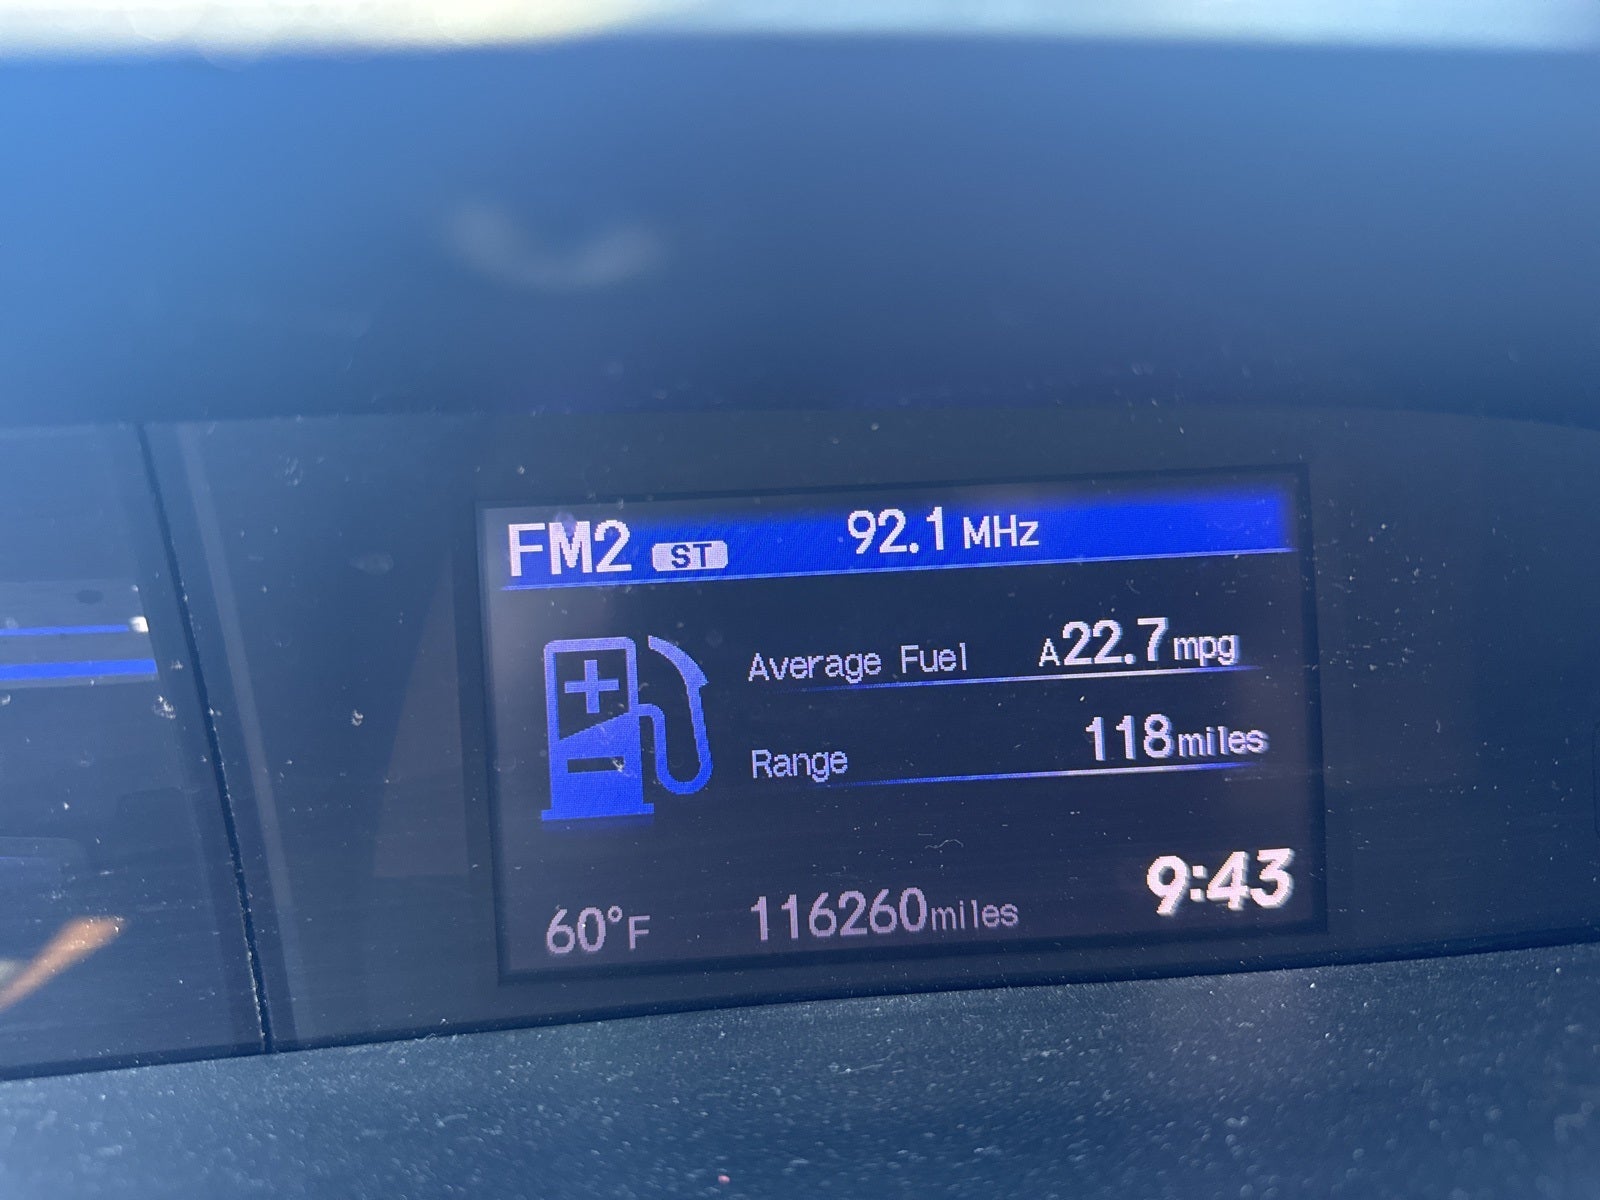 FM2 ST 92.1 MHz
Average Fuel A22.7mpg
Range 118miles
60°F 116260miles 9:43